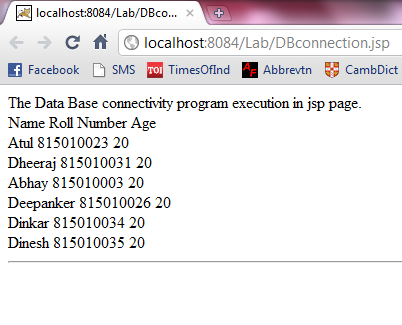 localhost:8084/Lab/DBco...
localhost:8084/Lab/DBconnection.jsp
Facebook SMS TOI TimesOfInd AF Abbrevtn CambDict
The Data Base connectivity program execution in jsp page.
Name Roll Number Age
Atul 815010023 20
Dheeraj 815010031 20
Abhay 815010003 20
Deepanker 815010026 20
Dinkar 815010034 20
Dinesh 815010035 20